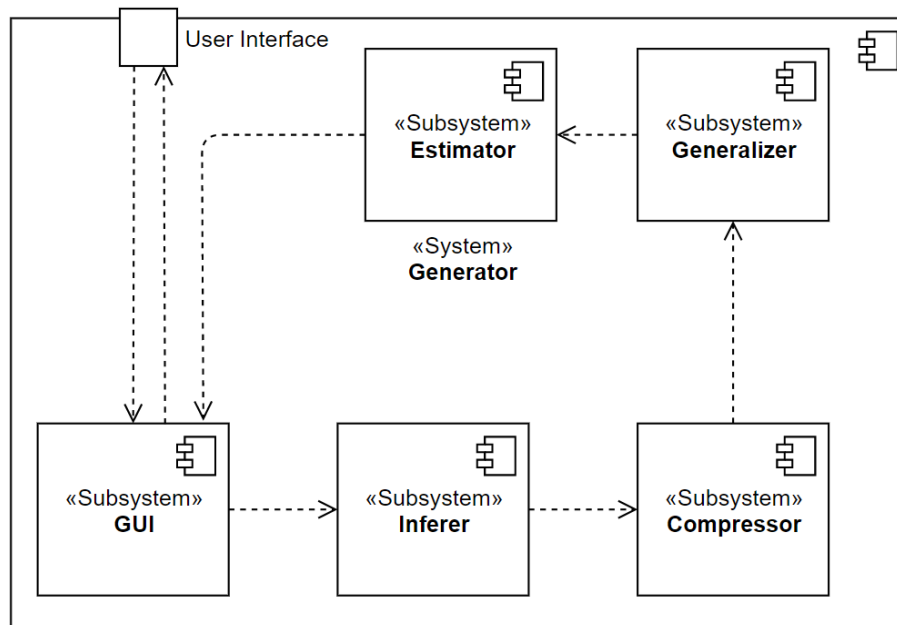 User Interface
«Subsystem»
Estimator
«Subsystem»
Generalizer
«System»
Generator
«Subsystem»
GUI
«Subsystem»
Inferer
«Subsystem»
Compressor